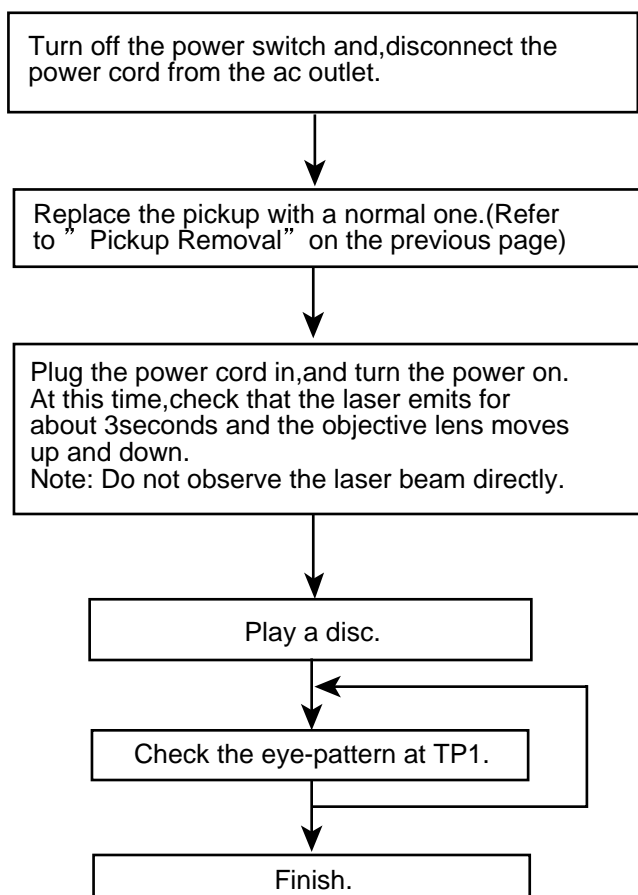 Turn off the power switch and,disconnect the
power cord from the ac outlet.
Replace the pickup with a normal one.(Refer
to ” Pickup Removal” on the previous page)
Plug the power cord in,and turn the power on.
At this time,check that the laser emits for
about 3seconds and the objective lens moves
up and down.
Note: Do not observe the laser beam directly.
Play a disc.
Check the eye-pattern at TP1.
Finish.